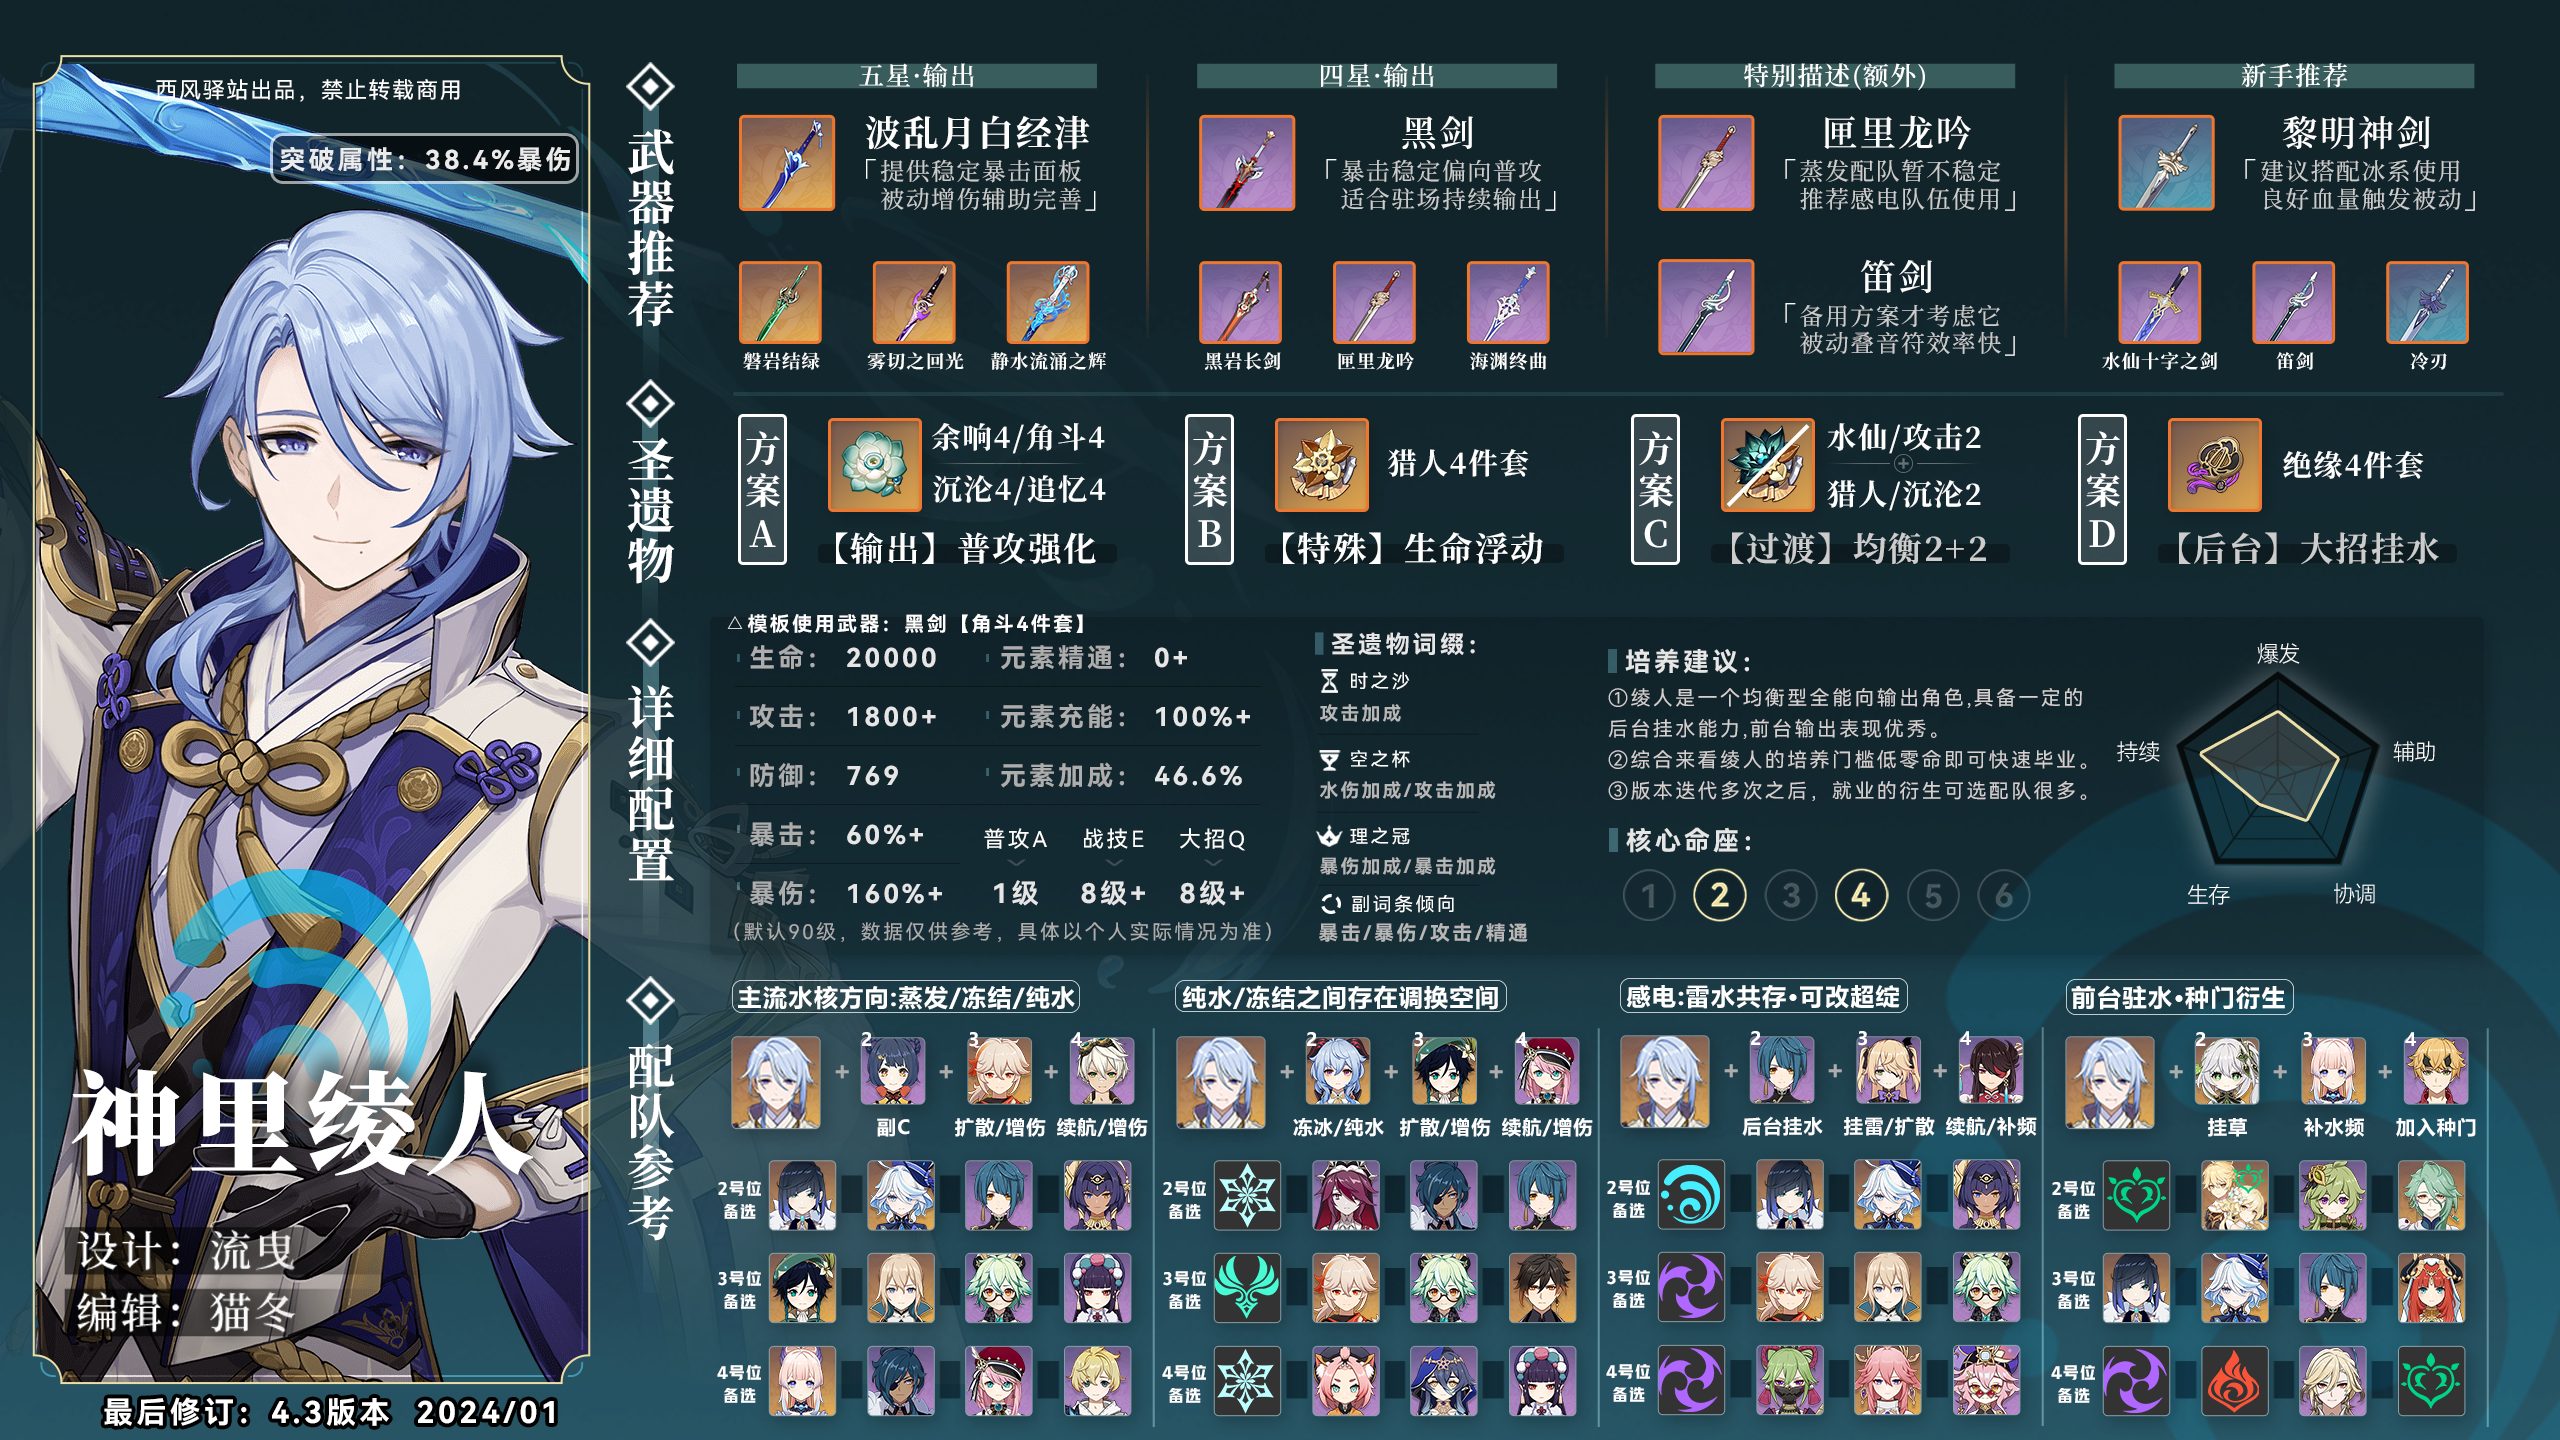 西风驿站出品，禁止转载商用
突破属性：38.4%暴伤
神里绫人
设计：流曳
编辑：猫冬
最后修订：4.3版本 2024/01
武器推荐
五星·输出
波乱月白经津
「提供稳定暴击面板
被动增伤辅助完善」
磐岩结绿
雾切之回光
静水流涌之辉
四星·输出
黑剑
「暴击稳定偏向普攻
适合驻场持续输出」
黑岩长剑
匣里龙吟
海渊终曲
特别描述(额外)
匣里龙吟
「蒸发配队暂不稳定
推荐感电队伍使用」
笛剑
「备用方案才考虑它
被动叠音符效率快」
新手推荐
黎明神剑
「建议搭配冰系使用
良好血量触发被动」
水仙十字之剑
笛剑
冷刃
圣遗物
方案A
余响4/角斗4
沉沦4/追忆4
【输出】普攻强化
方案B
猎人4件套
【特殊】生命浮动
方案C
水仙/攻击2
猎人/沉沦2
【过渡】均衡2+2
方案D
绝缘4件套
【后台】大招挂水
详细配置
△模板使用武器：黑剑【角斗4件套】
生命： 20000 元素精通： 0+
攻击： 1800+ 元素充能： 100%+
防御： 769 元素加成： 46.6%
暴击： 60%+ 普攻A 战技E 大招Q
暴伤： 160%+ 1级 8级+ 8级+
(默认90级，数据仅供参考，具体以个人实际情况为准)
圣遗物词缀：
时之沙
攻击加成
空之杯
水伤加成/攻击加成
理之冠
暴伤加成/暴击加成
副词条倾向
暴击/暴伤/攻击/精通
培养建议：
①绫人是一个均衡型全能向输出角色,具备一定的
后台挂水能力,前台输出表现优秀。
②综合来看绫人的培养门槛低零命即可快速毕业。
③版本迭代多次之后，就业的衍生可选配队很多。
核心命座：
1 2 3 4 5 6
爆发
持续
辅助
生存
协调
配队参考
主流水核方向:蒸发/冻结/纯水
+ 2 + 3 + 4
副C 扩散/增伤 续航/增伤
2号位
备选
3号位
备选
4号位
备选
纯水/冻结之间存在调换空间
+ 2 + 3 + 4
冻冰/纯水 扩散/增伤 续航/增伤
2号位
备选
3号位
备选
4号位
备选
感电:雷水共存•可改超绽
+ 2 + 3 + 4
后台挂水 挂雷/扩散 续航/补频
2号位
备选
3号位
备选
4号位
备选
前台驻水•种门衍生
+ 2 + 3 + 4
挂草 补水频 加入种门
2号位
备选
3号位
备选
4号位
备选